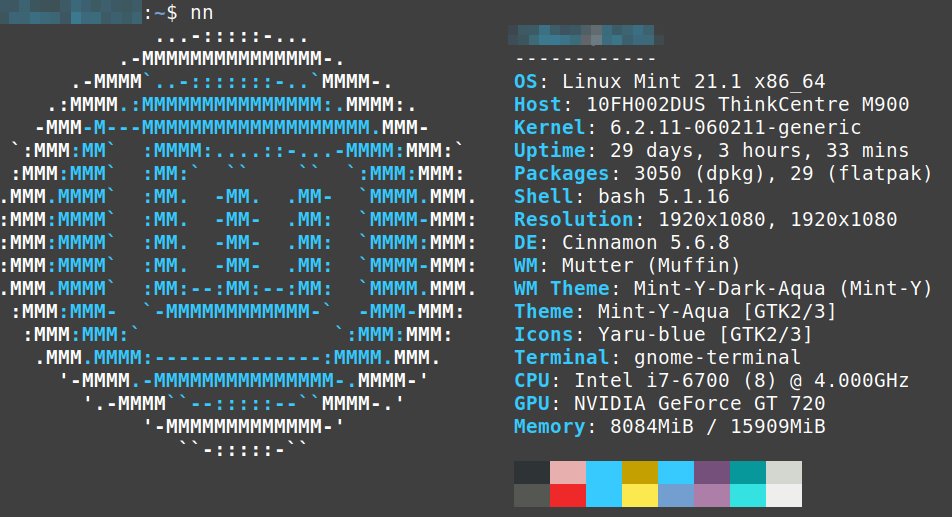 :~$ nn
------------
OS: Linux Mint 21.1 x86_64
Host: 10FH002DUS ThinkCentre M900
Kernel: 6.2.11-060211-generic
Uptime: 29 days, 3 hours, 33 mins
Packages: 3050 (dpkg), 29 (flatpak)
Shell: bash 5.1.16
Resolution: 1920x1080, 1920x1080
DE: Cinnamon 5.6.8
WM: Mutter (Muffin)
WM Theme: Mint-Y-Dark-Aqua (Mint-Y)
Theme: Mint-Y-Aqua [GTK2/3]
Icons: Yaru-blue [GTK2/3]
Terminal: gnome-terminal
CPU: Intel i7-6700 (8) @ 4.000GHz
GPU: NVIDIA GeForce GT 720
Memory: 8084MiB / 15909MiB